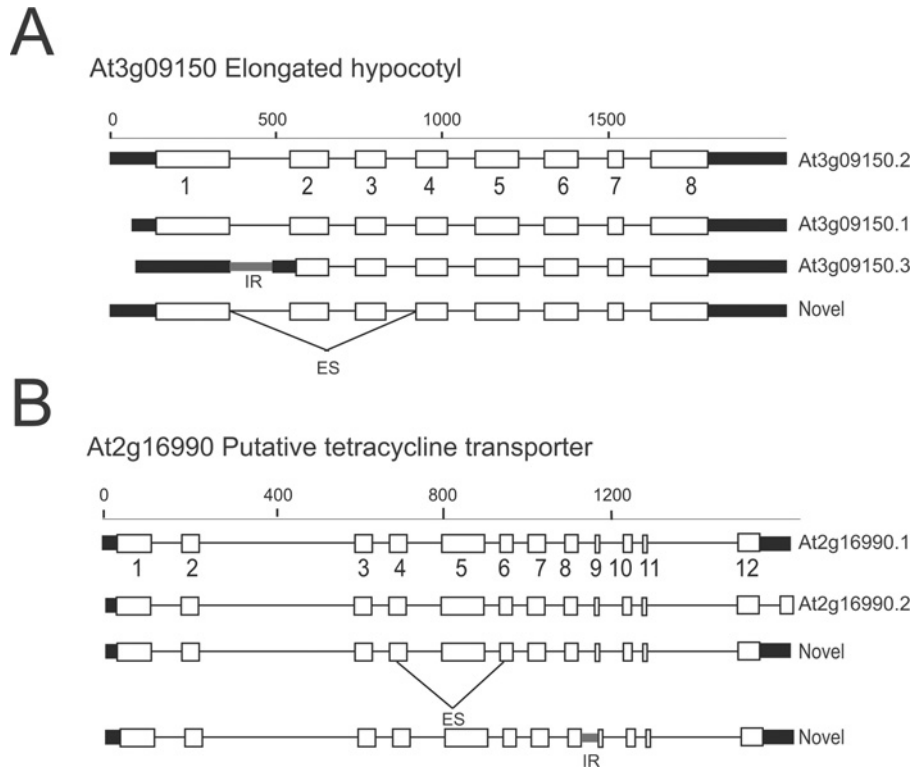 A
At3g09150 Elongated hypocotyl
0 500 1000 1500
At3g09150.2
1 2 3 4 5 6 7 8
At3g09150.1
At3g09150.3
IR
Novel
ES
B
At2g16990 Putative tetracycline transporter
0 400 800 1200
At2g16990.1
1 2 3 4 5 6 7 8 9 10 11 12
At2g16990.2
Novel
ES
Novel
IR